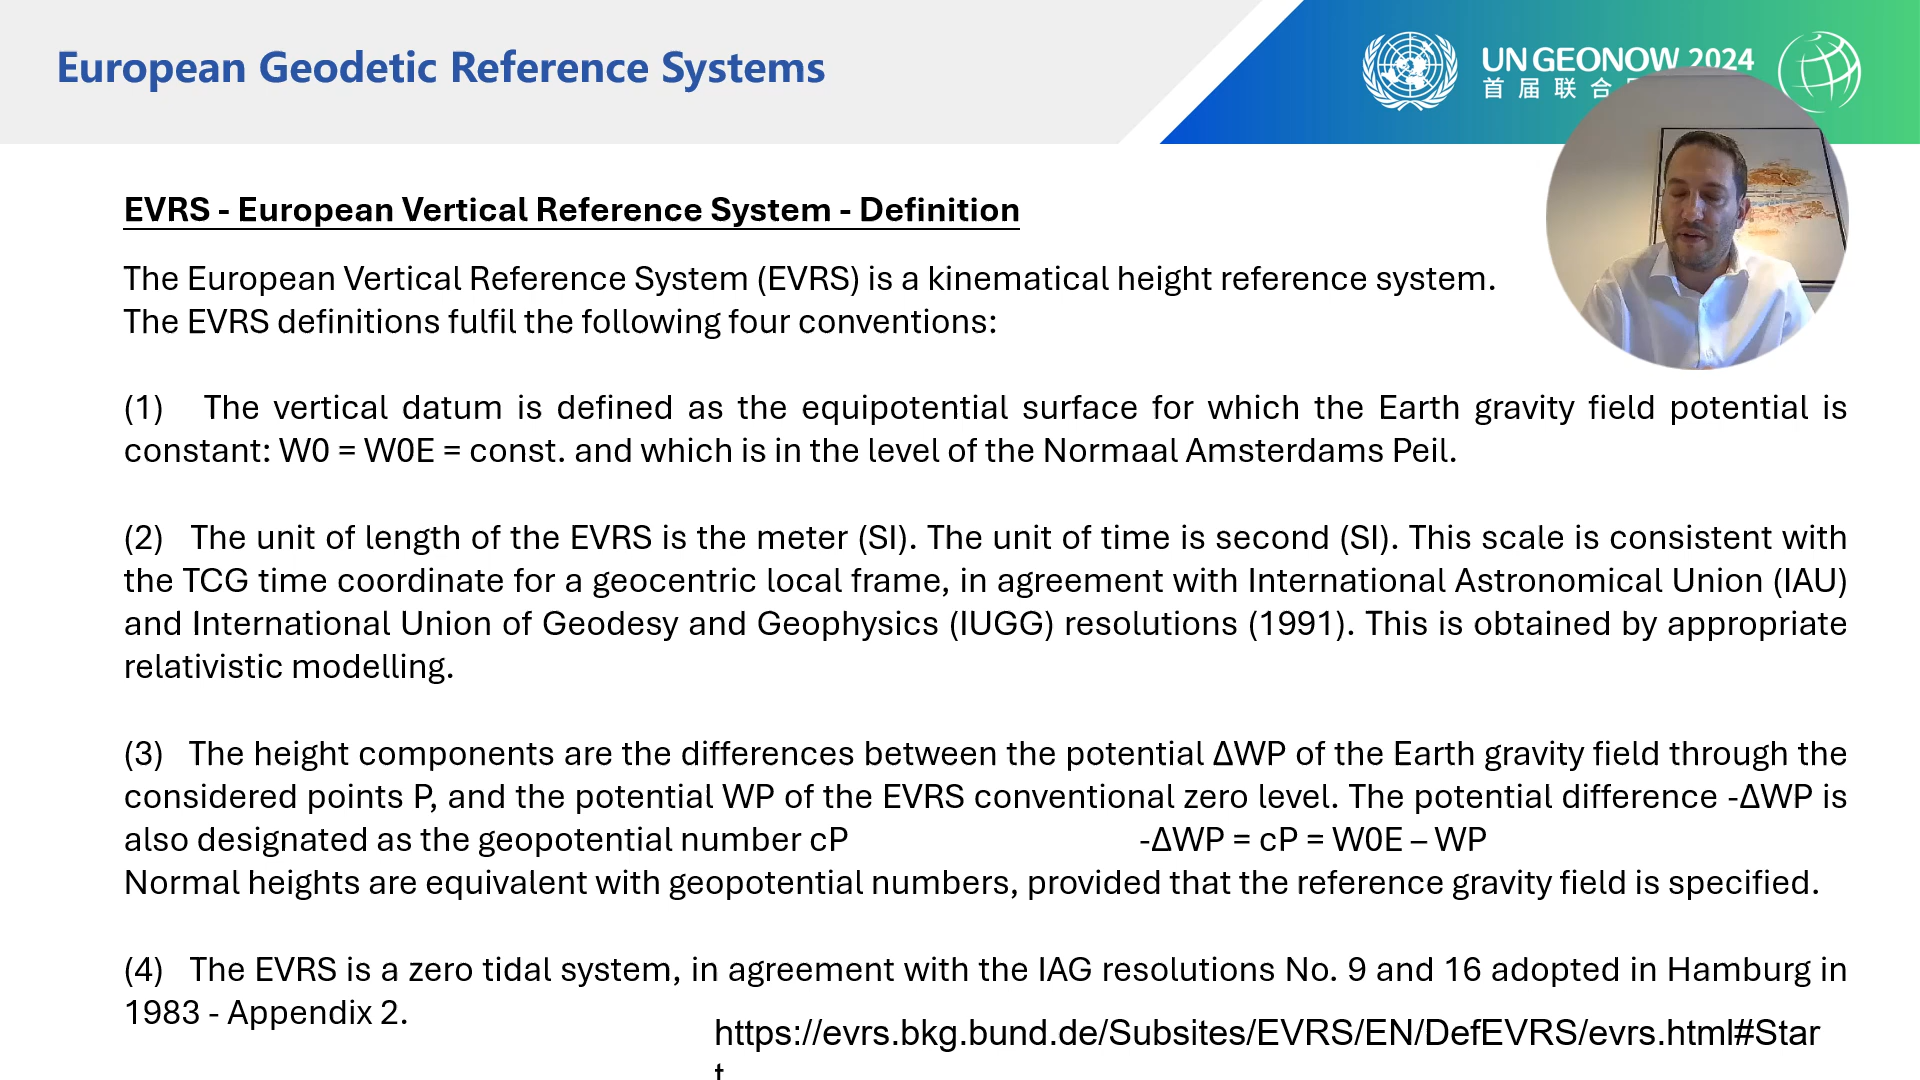 European Geodetic Reference Systems
UN GEONOW 2024
首届联合
EVRS - European Vertical Reference System - Definition
The European Vertical Reference System (EVRS) is a kinematical height reference system.
The EVRS definitions fulfil the following four conventions:
(1) The vertical datum is defined as the equipotential surface for which the Earth gravity field potential is
constant: W0 = W0E = const. and which is in the level of the Normaal Amsterdams Peil.
(2) The unit of length of the EVRS is the meter (SI). The unit of time is second (SI). This scale is consistent with
the TCG time coordinate for a geocentric local frame, in agreement with International Astronomical Union (IAU)
and International Union of Geodesy and Geophysics (IUGG) resolutions (1991). This is obtained by appropriate
relativistic modelling.
(3) The height components are the differences between the potential ΔWP of the Earth gravity field through the
considered points P, and the potential WP of the EVRS conventional zero level. The potential difference -ΔWP is
also designated as the geopotential number cP -ΔWP = cP = W0E – WP
Normal heights are equivalent with geopotential numbers, provided that the reference gravity field is specified.
(4) The EVRS is a zero tidal system, in agreement with the IAG resolutions No. 9 and 16 adopted in Hamburg in
1983 - Appendix 2.
https://evrs.bkg.bund.de/Subsites/EVRS/EN/DefEVRS/evrs.html#Star
t